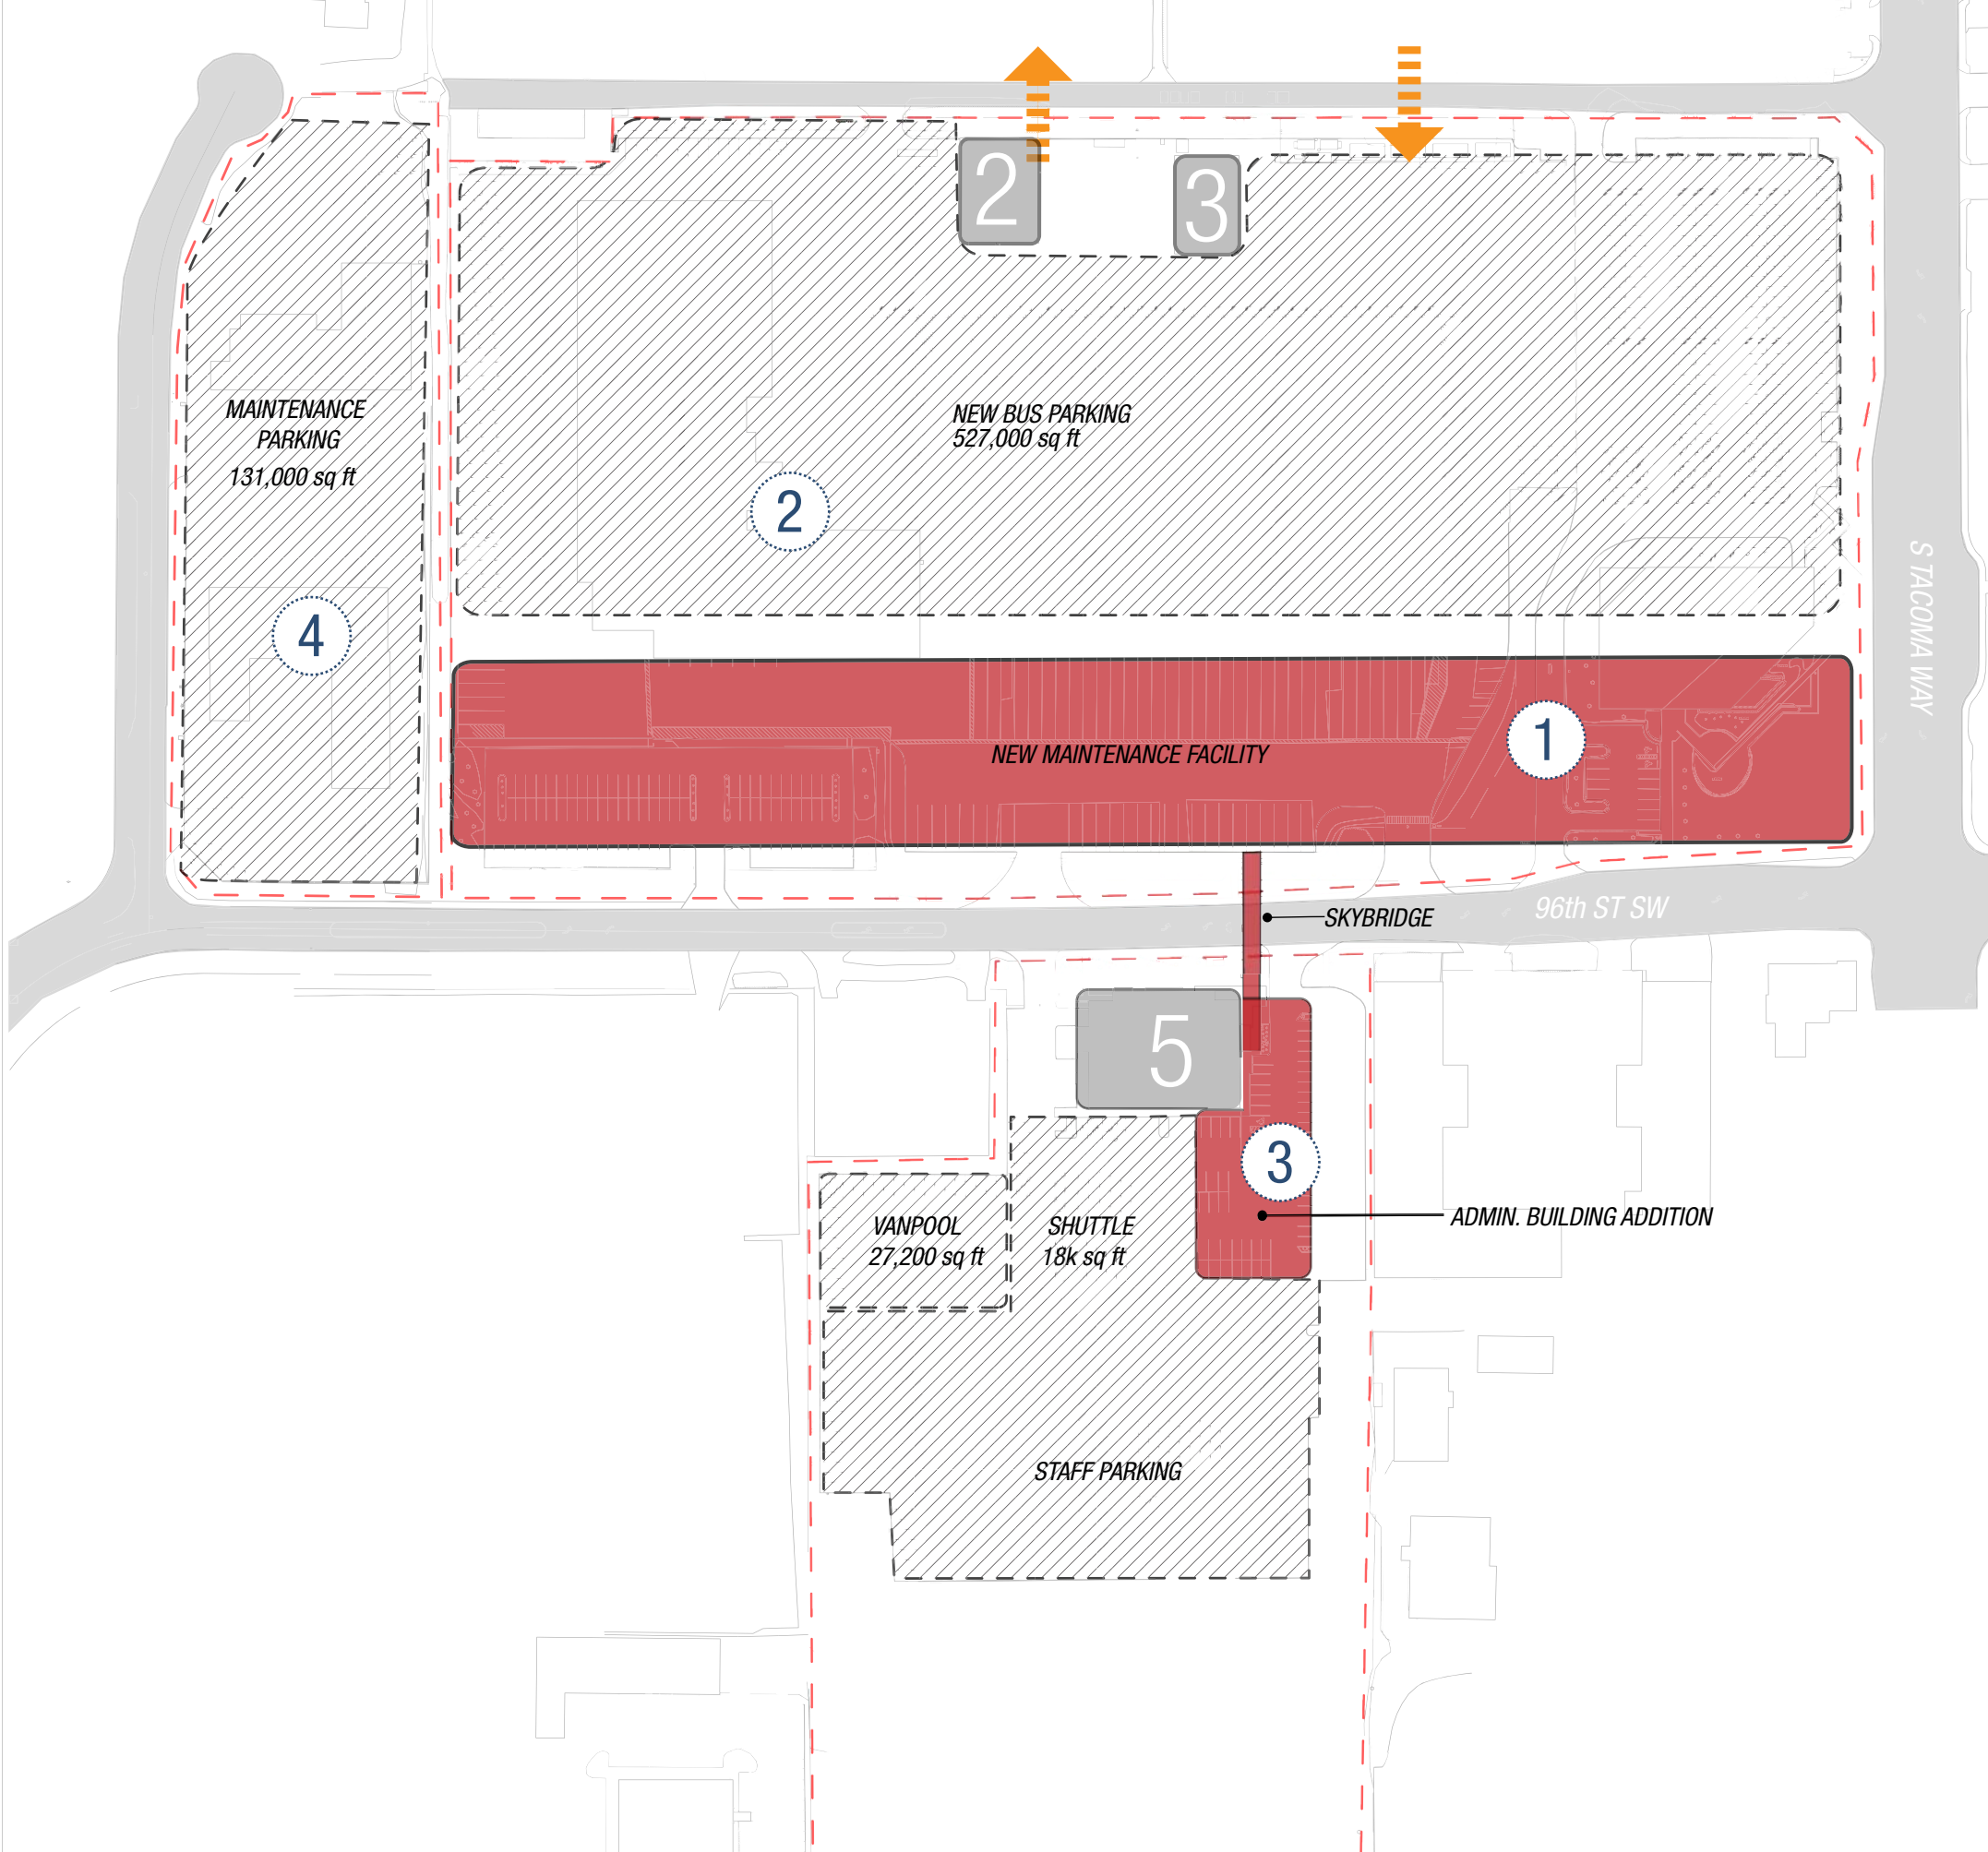 2
3
MAINTENANCE
PARKING
131,000 sq ft
NEW BUS PARKING
527,000 sq ft
2
4
S TACOMA WAY
NEW MAINTENANCE FACILITY
1
96th ST SW
SKYBRIDGE
5
3
VANPOOL
27,200 sq ft
SHUTTLE
18k sq ft
ADMIN. BUILDING ADDITION
STAFF PARKING